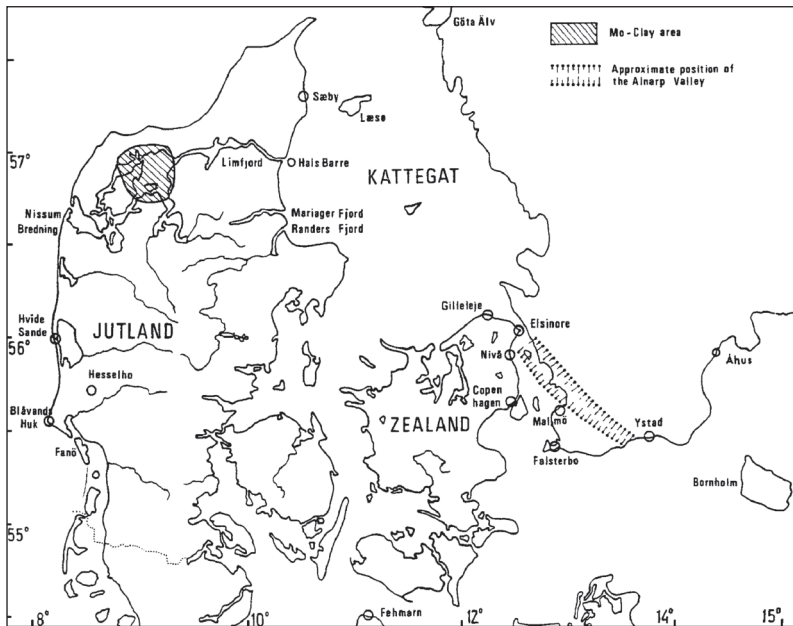 Göta Älv
Mo-Clay area
Approximate position of
the Alnarp Valley
Sæby
Læsø
57°
Limfjord
Hals Barre
KATTEGAT
Nissum
Bredning
Mariager Fjord
Randers Fjord
Gilleleje
Elsinore
Hvide
Sande
JUTLAND
56°
Nivå
Åhus
Hesselho
Copen
hagen
Blåvands
Huk
ZEALAND
Malmö
Ystad
Fanö
Falsterbo
Bornholm
55°
Fehmarn
8°
10°
12°
14°
15°